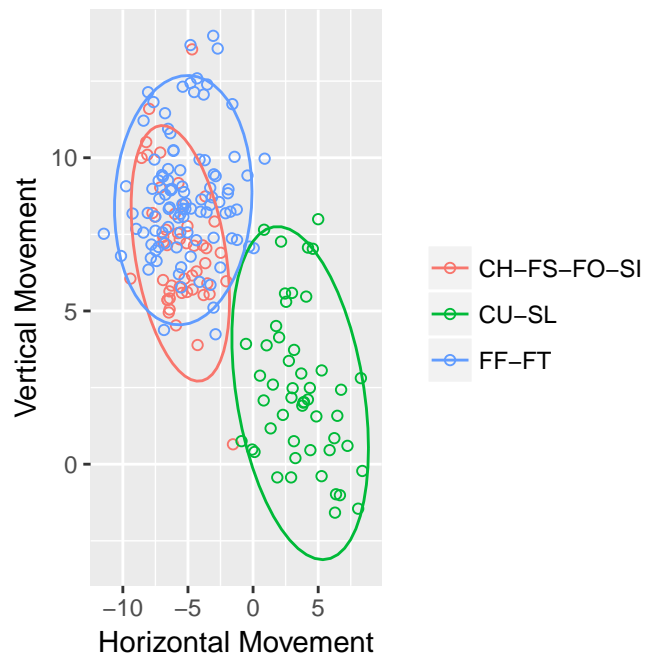 Vertical Movement
10
5
0
−10 −5 0 5
Horizontal Movement
CH−FS−FO−SI
CU−SL
FF−FT